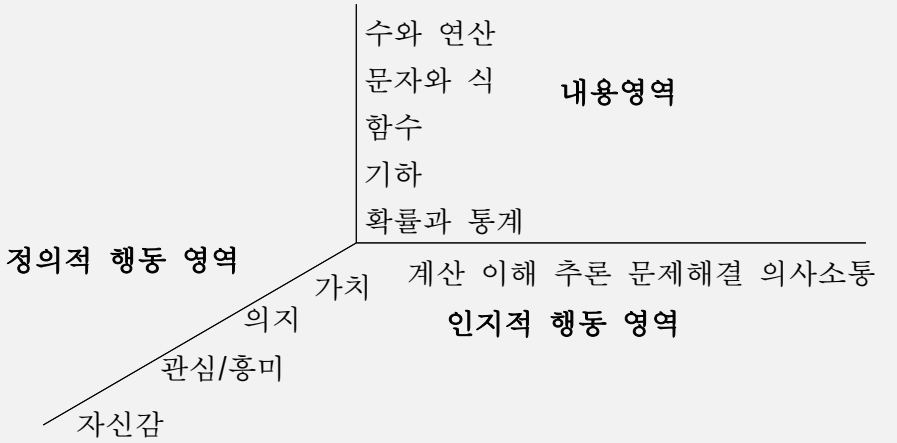 수와 연산
문자와 식
내용영역
함수
기하
확률과 통계
정의적 행동 영역
가치
계산 이해 추론 문제해결 의사소통
의지
인지적 행동 영역
관심/흥미
자신감